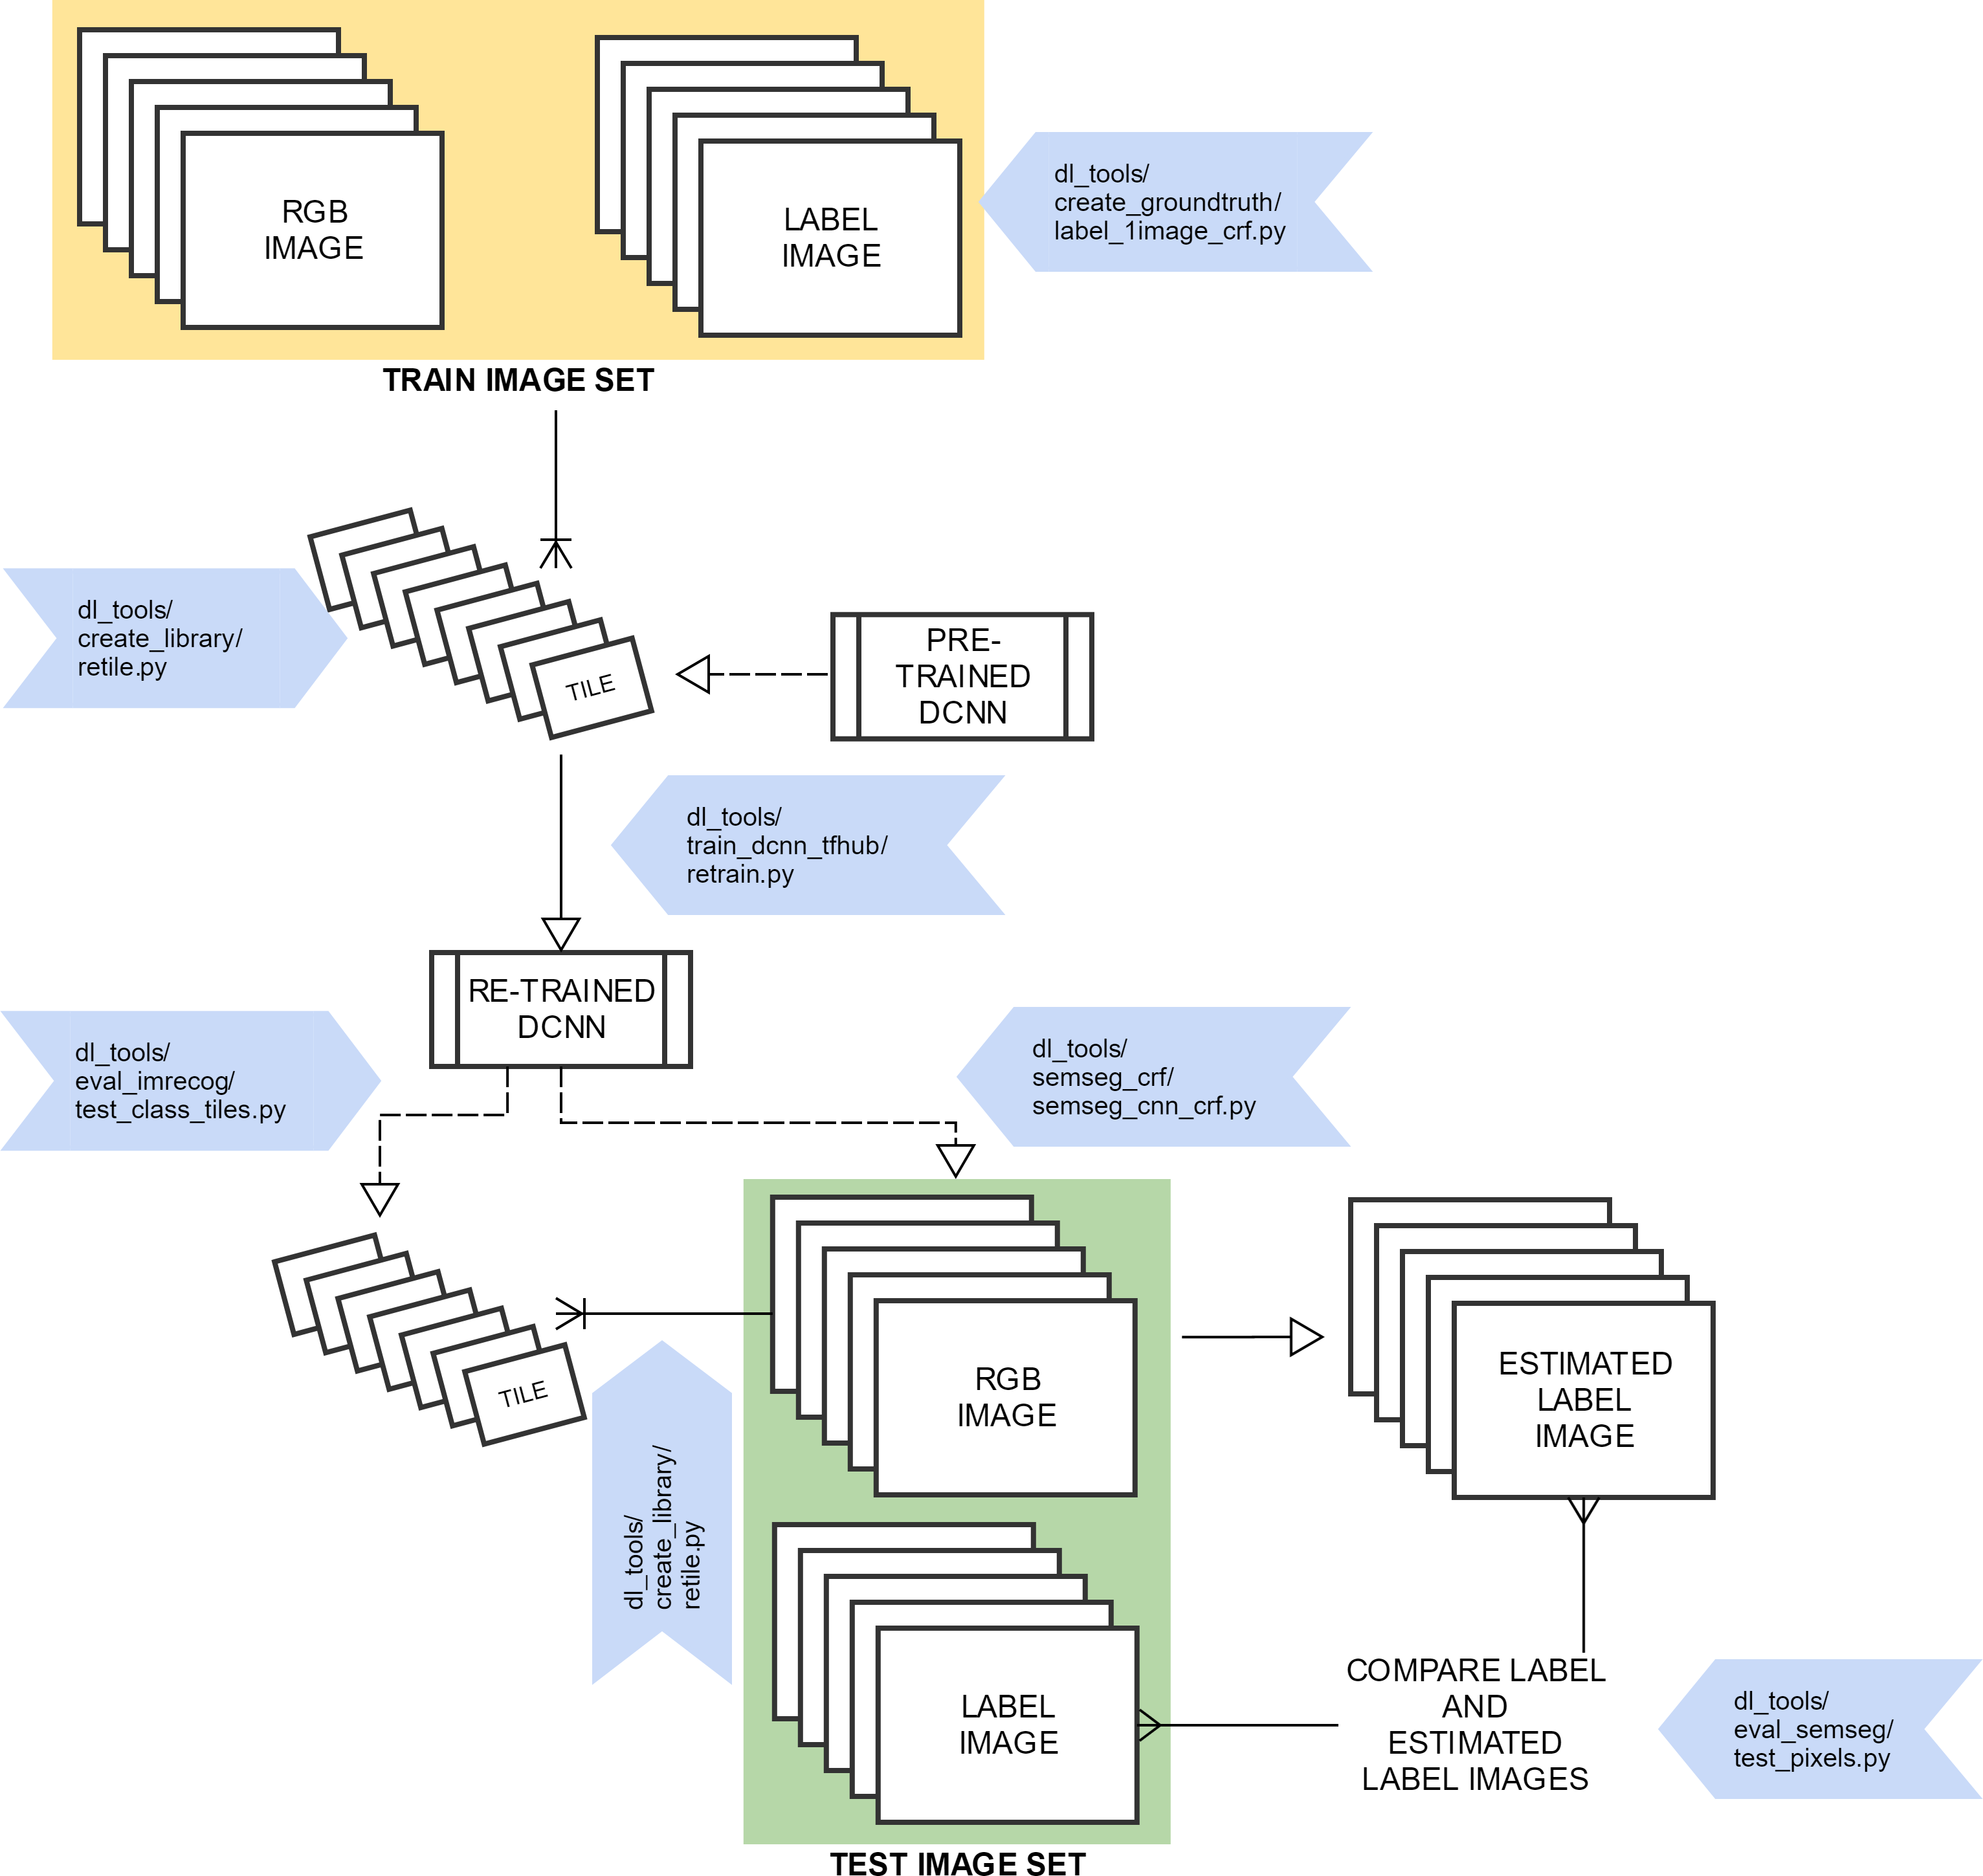 RGB
IMAGE
LABEL
IMAGE
dl_tools/
create_groundtruth/
label_1image_crf.py
TRAIN IMAGE SET
dl_tools/
create_library/
retile.py
TILE
PRE-
TRAINED
DCNN
dl_tools/
train_dcnn_tfhub/
retrain.py
RE-TRAINED
DCNN
dl_tools/
eval_imrecog/
test_class_tiles.py
dl_tools/
semseg_crf/
semseg_cnn_crf.py
TILE
dl_tools/
create_library/
retile.py
RGB
IMAGE
ESTIMATED
LABEL
IMAGE
LABEL
IMAGE
COMPARE LABEL
AND
ESTIMATED
LABEL IMAGES
dl_tools/
eval_semseg/
test_pixels.py
TEST IMAGE SET